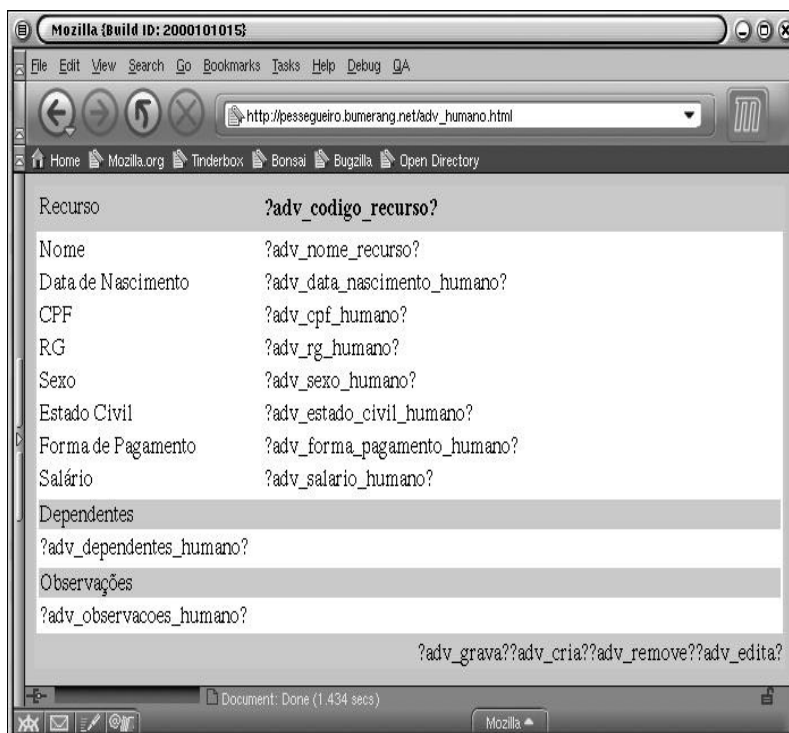 Mozilla {Build ID: 2000101015}
File Edit View Search Go Bookmarks Tasks Help Debug QA
http://pessegueiro.bumerang.net/adv_humano.html
Home Mozilla.org Tinderbox Bonsai Bugzilla Open Directory
Recurso ?adv_codigo_recurso?
Nome ?adv_nome_recurso?
Data de Nascimento ?adv_data_nascimento_humano?
CPF ?adv_cpf_humano?
RG ?adv_rg_humano?
Sexo ?adv_sexo_humano?
Estado Civil ?adv_estado_civil_humano?
Forma de Pagamento ?adv_forma_pagamento_humano?
Salário ?adv_salario_humano?
Dependentes
?adv_dependentes_humano?
Observações
?adv_observacoes_humano?
?adv_grava??adv_cria??adv_remove??adv_edita?
Document: Done (1.434 secs)
Mozilla